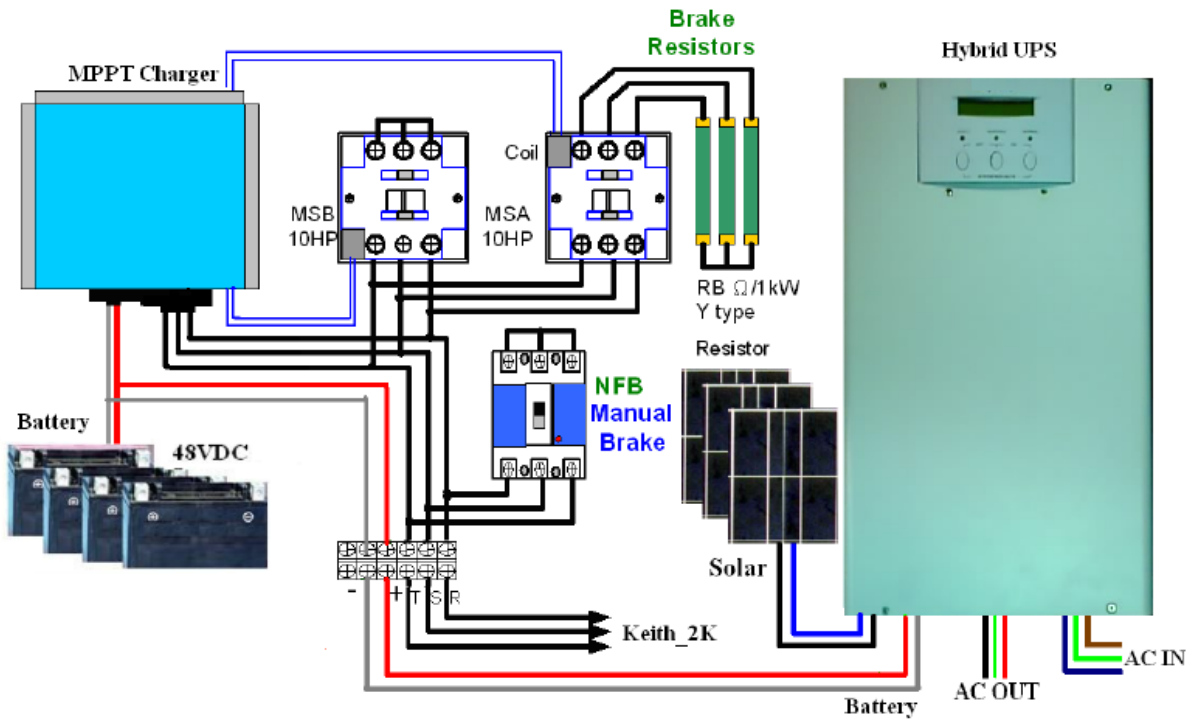 Brake
Resistors
Hybrid UPS
MPPT Charger
Coil
MSB
10HP
MSA
10HP
RB Ω/1kW
Y type
Resistor
NFB
Manual
Brake
Battery
48VDC
Solar
- + T S R
Keith_2K
AC IN
AC OUT
Battery